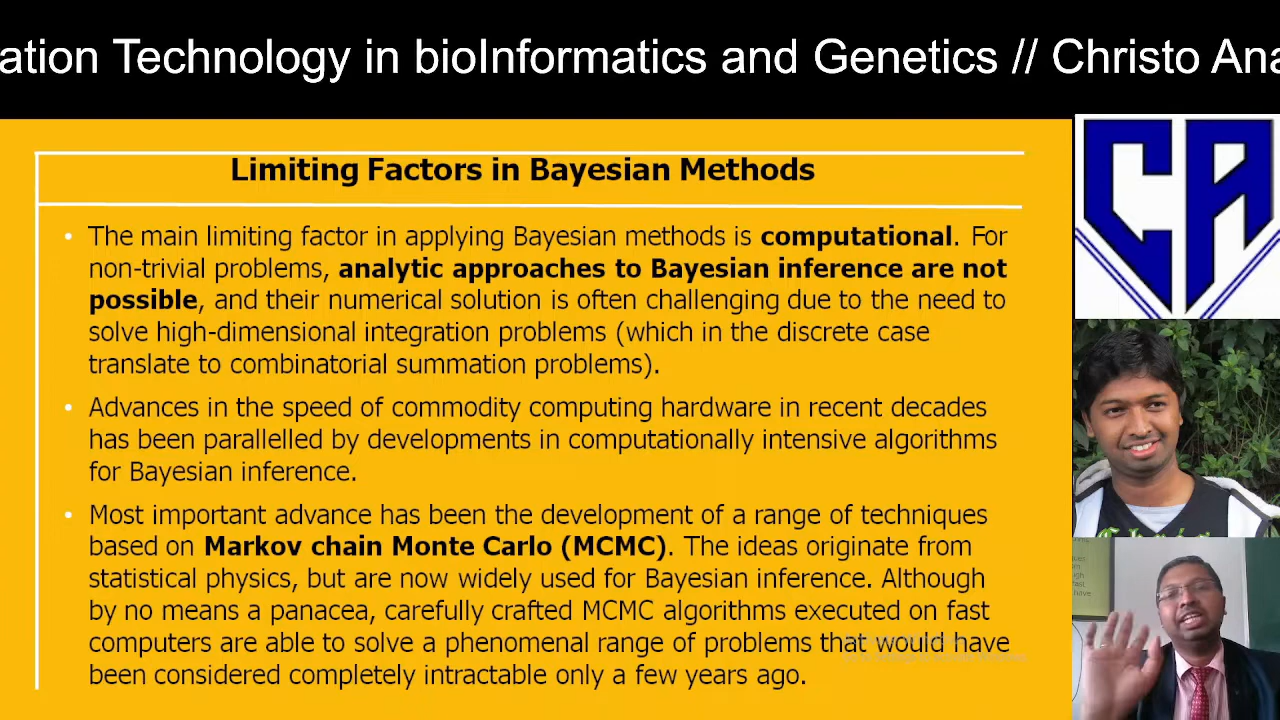 ation Technology in bioInformatics and Genetics // Christo Ana
Limiting Factors in Bayesian Methods
• The main limiting factor in applying Bayesian methods is computational. For
non-trivial problems, analytic approaches to Bayesian inference are not
possible, and their numerical solution is often challenging due to the need to
solve high-dimensional integration problems (which in the discrete case
translate to combinatorial summation problems).
• Advances in the speed of commodity computing hardware in recent decades
has been parallelled by developments in computationally intensive algorithms
for Bayesian inference.
• Most important advance has been the development of a range of techniques
based on Markov chain Monte Carlo (MCMC). The ideas originate from
statistical physics, but are now widely used for Bayesian inference. Although
by no means a panacea, carefully crafted MCMC algorithms executed on fast
computers are able to solve a phenomenal range of problems that would have
been considered completely intractable only a few years ago.
CA
have